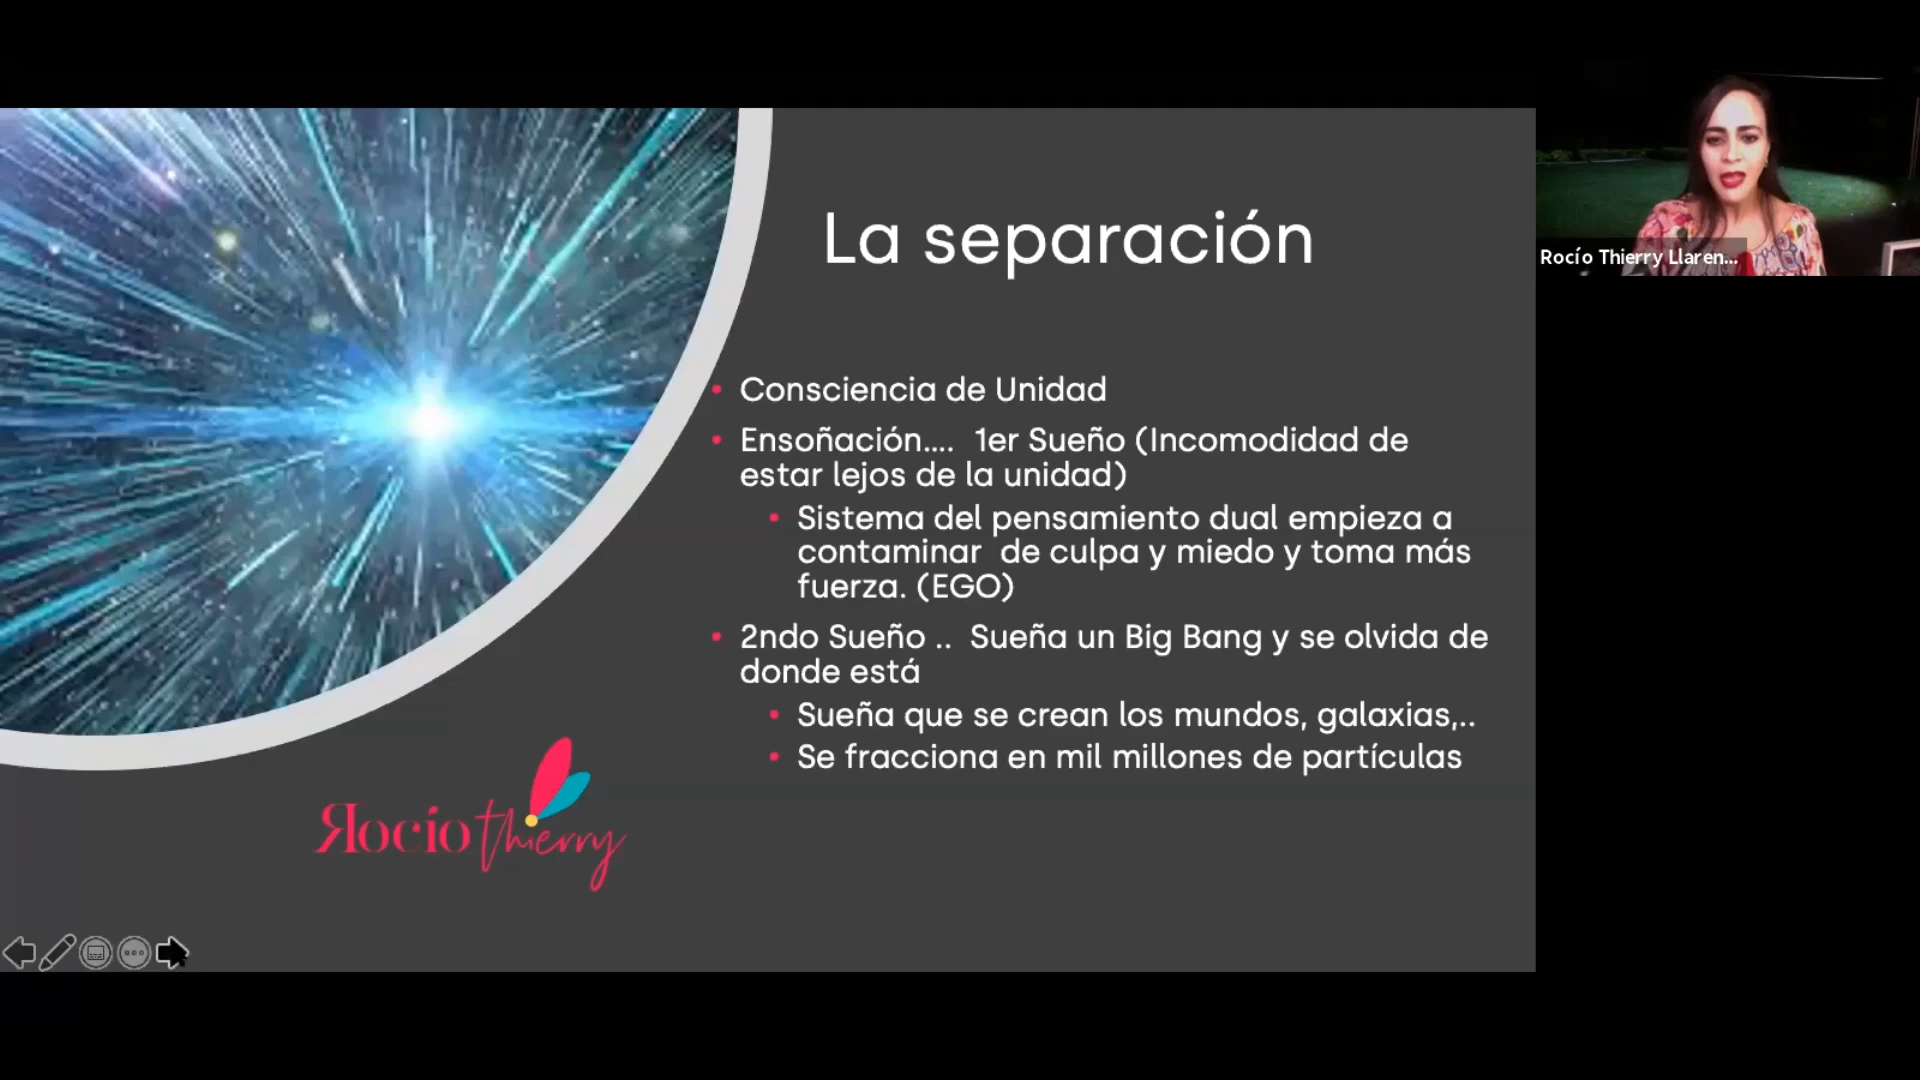 La separación
• Consciencia de Unidad
• Ensoñación.... 1er Sueño (Incomodidad de
estar lejos de la unidad)
• Sistema del pensamiento dual empieza a
contaminar de culpa y miedo y toma más
fuerza. (EGO)
• 2ndo Sueño .. Sueña un Big Bang y se olvida de
donde está
• Sueña que se crean los mundos, galaxias,..
• Se fracciona en mil millones de partículas
Rocío thierry
Rocío Thierry Llaren...